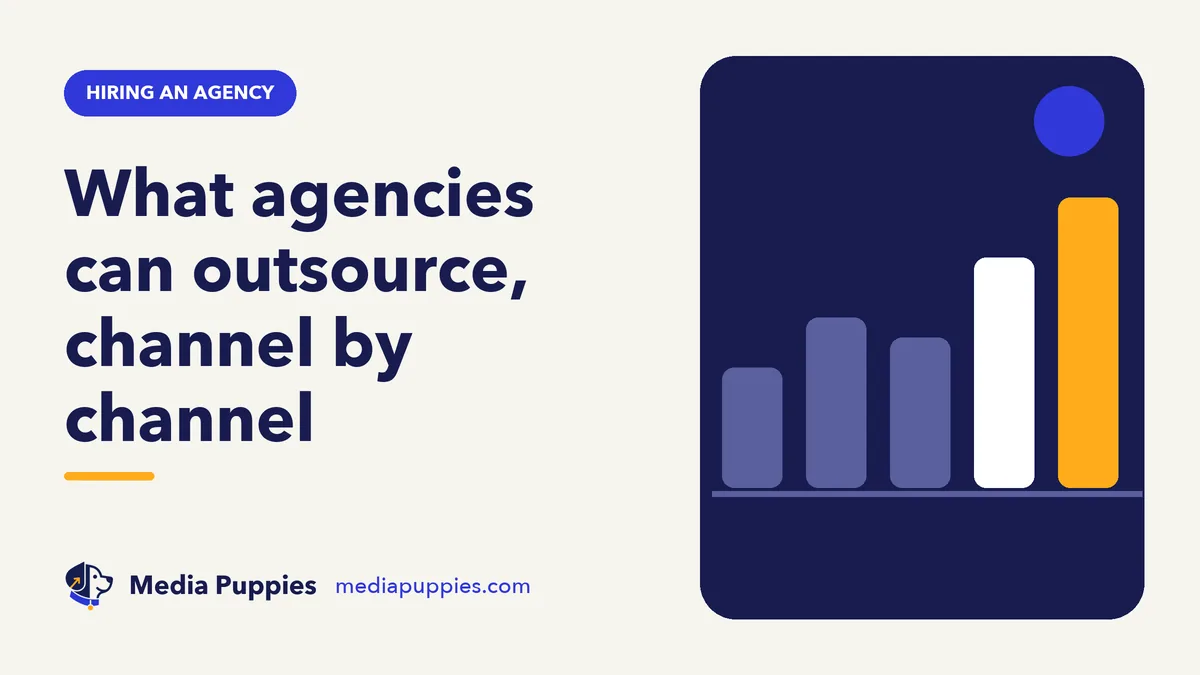 HIRING AN AGENCY
What agencies
can outsource,
channel by
channel
Media Puppies mediapuppies.com